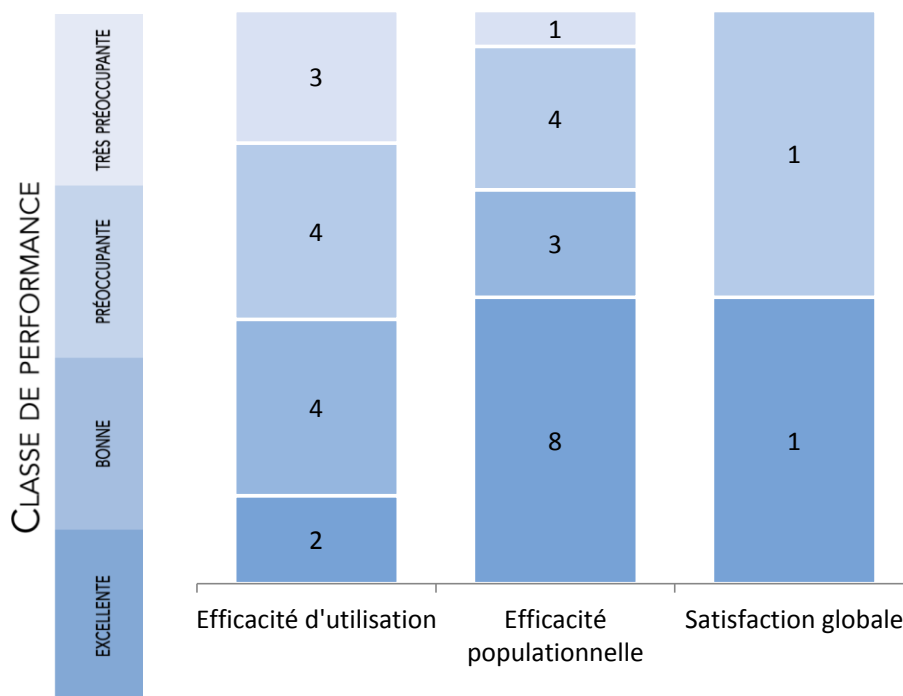 CLASSE DE PERFORMANCE
TRÈS PRÉOCCUPANTE
PRÉOCCUPANTE
BONNE
EXCELLENTE
3
4
4
2
1
4
3
8
1
1
Efficacité d'utilisation
Efficacité
populationnelle
Satisfaction globale